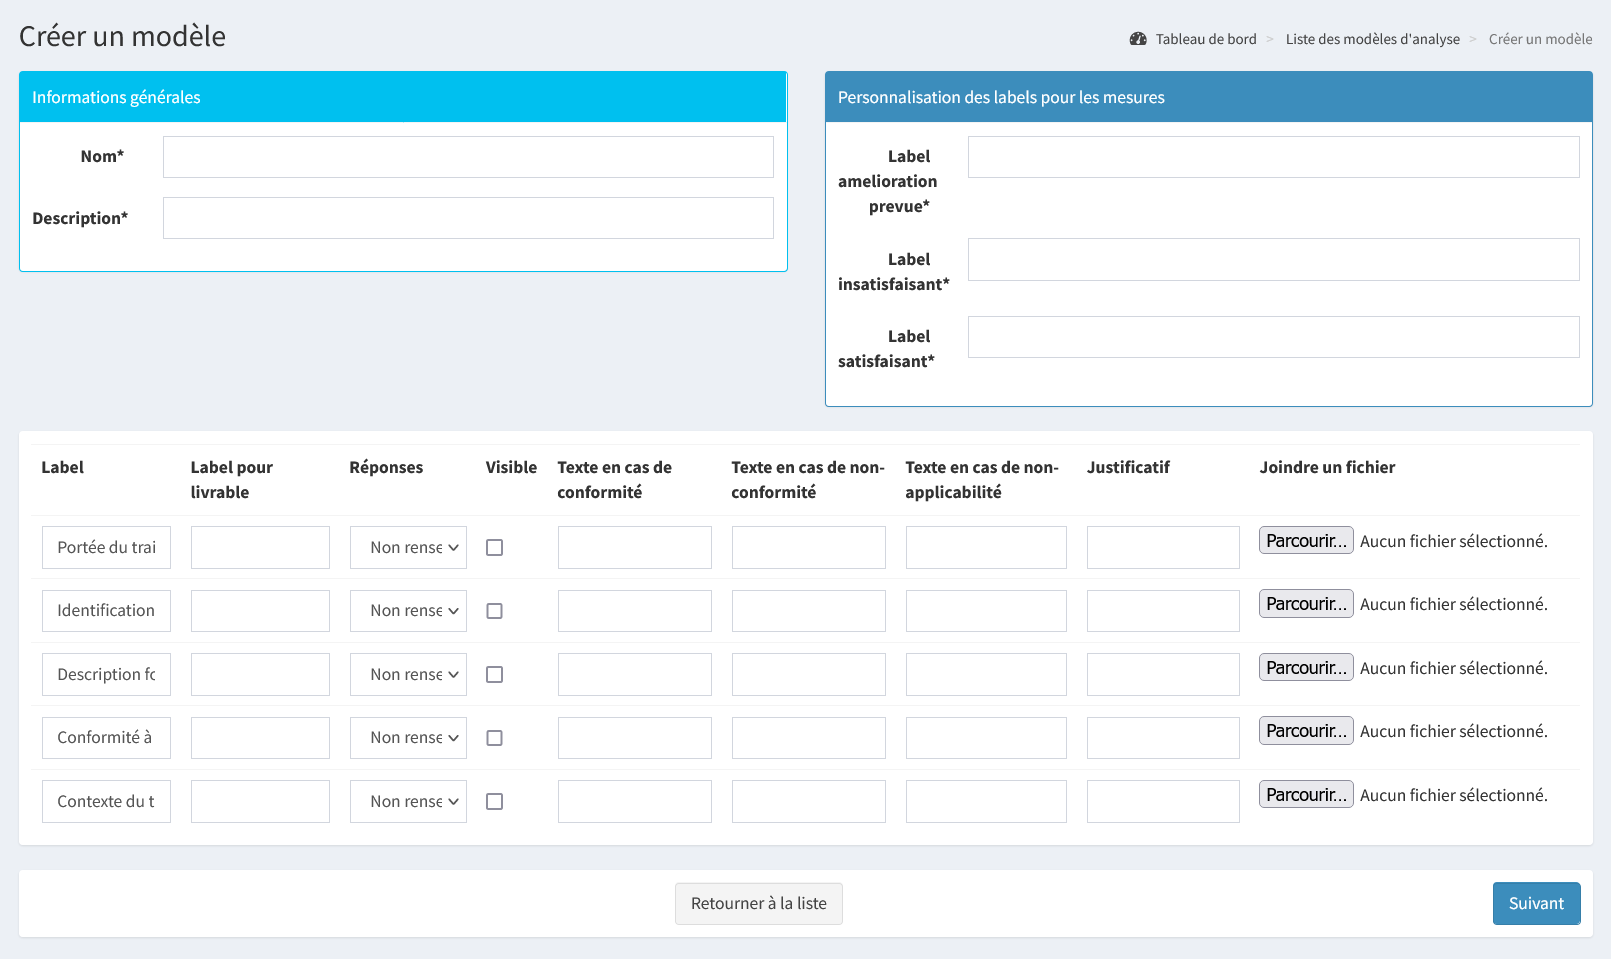 Créer un modèle
Tableau de bord > Liste des modèles d'analyse > Créer un modèle
Informations générales
Nom*
Description*
Personnalisation des labels pour les mesures
Label
amelioration
prevue*
Label
insatisfaisant*
Label
satisfaisant*
Label
Label pour
livrable
Réponses
Visible
Texte en cas de
conformité
Texte en cas de non-
conformité
Texte en cas de non-
applicabilité
Justificatif
Joindre un fichier
Portée du trai
Non rense
Parcourir... Aucun fichier sélectionné.
Identification
Non rense
Parcourir... Aucun fichier sélectionné.
Description fo
Non rense
Parcourir... Aucun fichier sélectionné.
Conformité à
Non rense
Parcourir... Aucun fichier sélectionné.
Contexte du t
Non rense
Parcourir... Aucun fichier sélectionné.
Retourner à la liste
Suivant